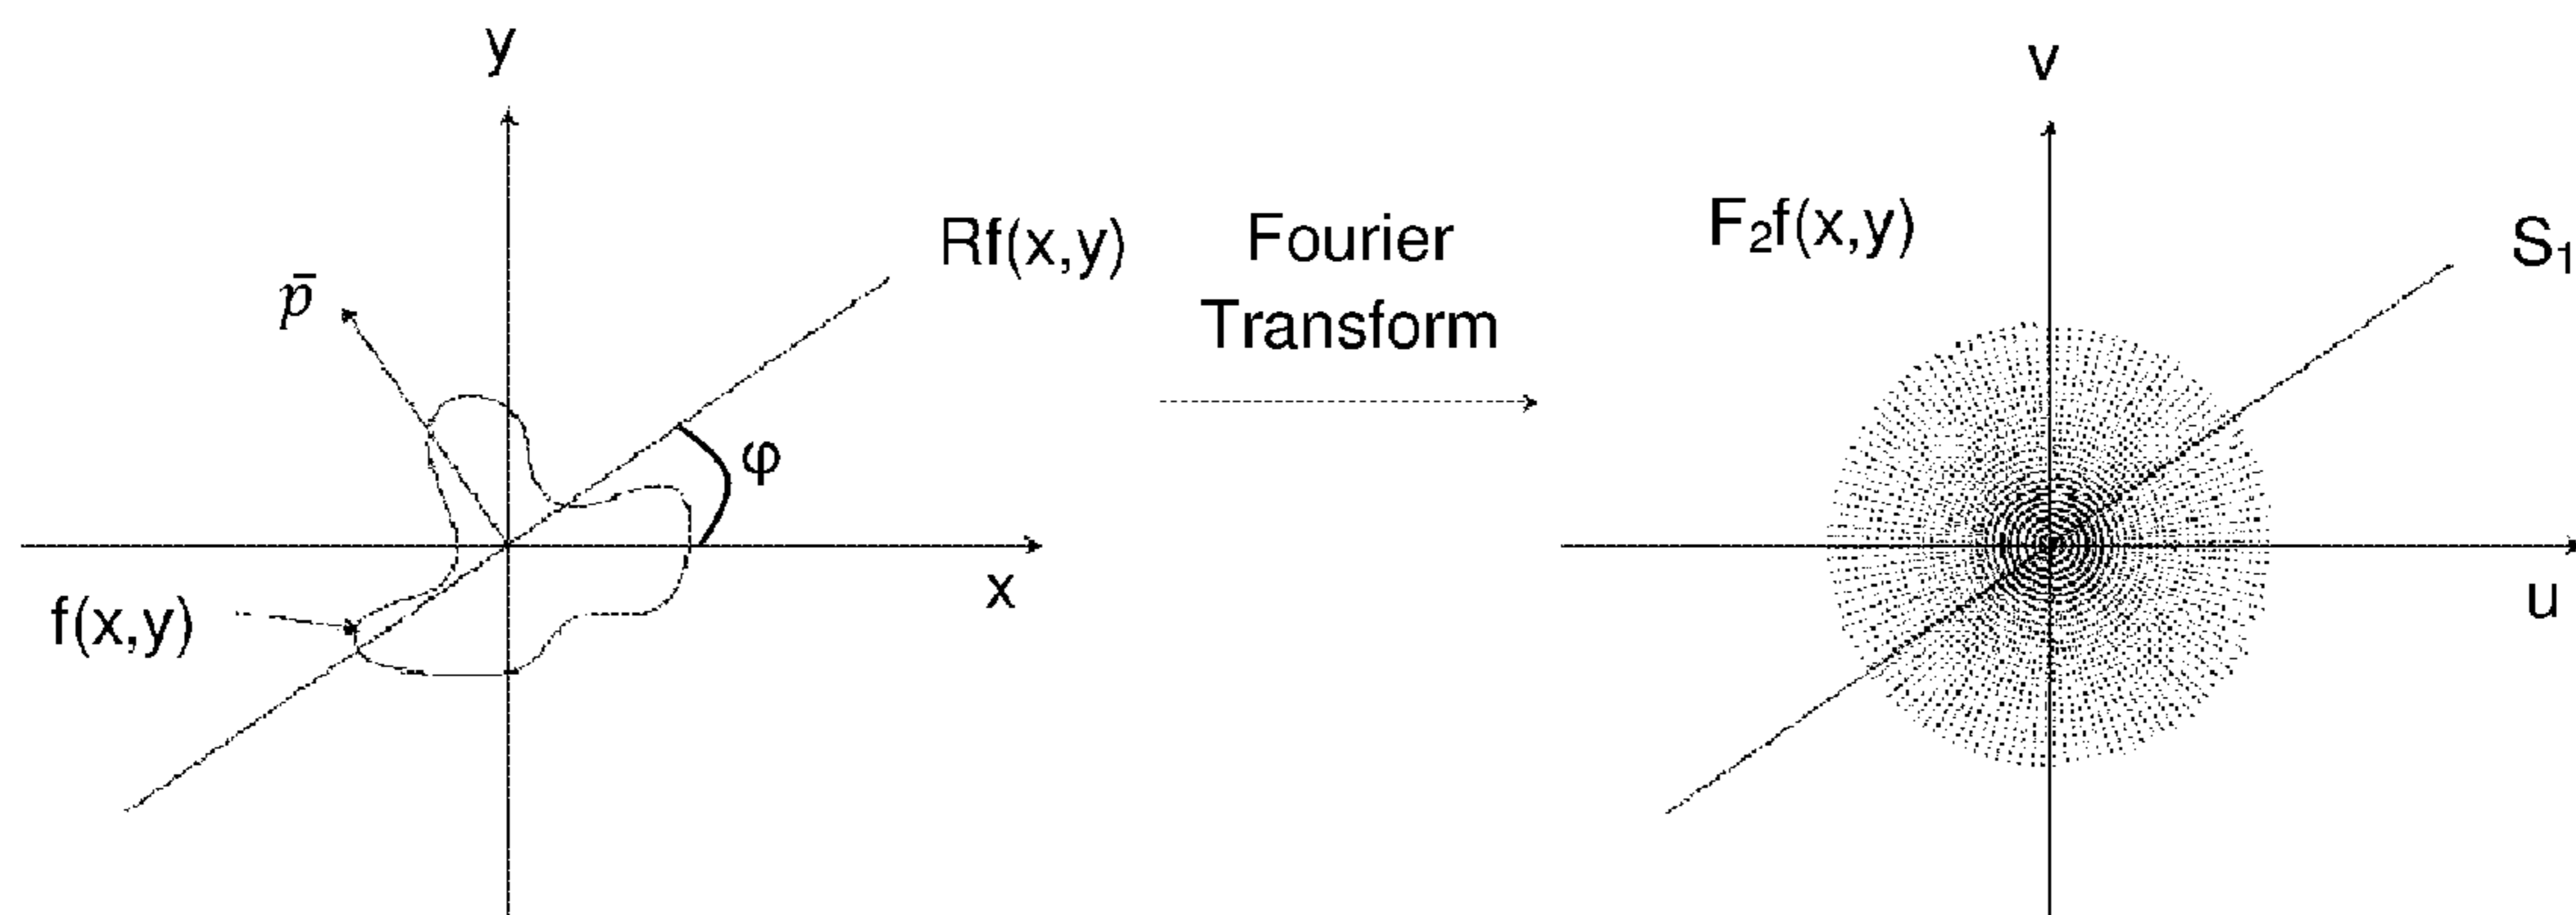 y
p̄
Rf(x,y)
φ
x
f(x,y)
Fourier
Transform
v
F₂f(x,y)
S₁
u